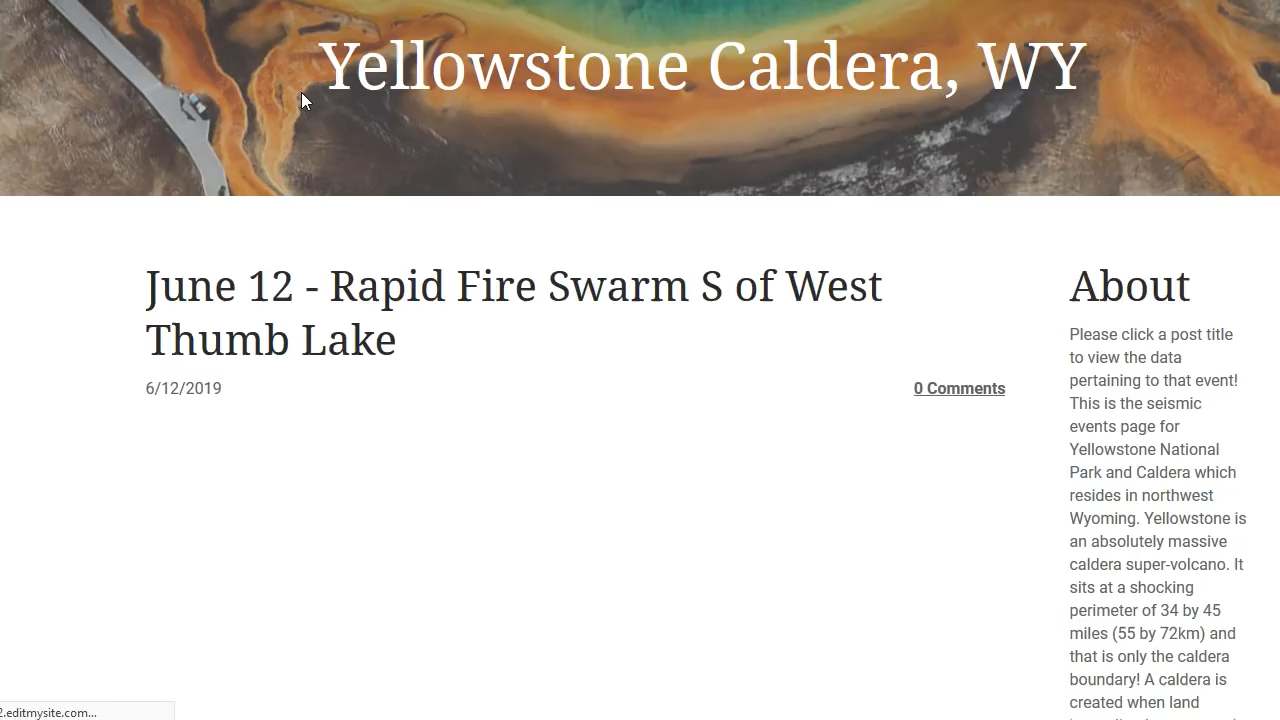 Yellowstone Caldera, WY
June 12 - Rapid Fire Swarm S of West
Thumb Lake
6/12/2019
0 Comments
About
Please click a post title
to view the data
pertaining to that event!
This is the seismic
events page for
Yellowstone National
Park and Caldera which
resides in northwest
Wyoming. Yellowstone is
an absolutely massive
caldera super-volcano. It
sits at a shocking
perimeter of 34 by 45
miles (55 by 72km) and
that is only the caldera
boundary! A caldera is
created when land
2.editmysite.com...